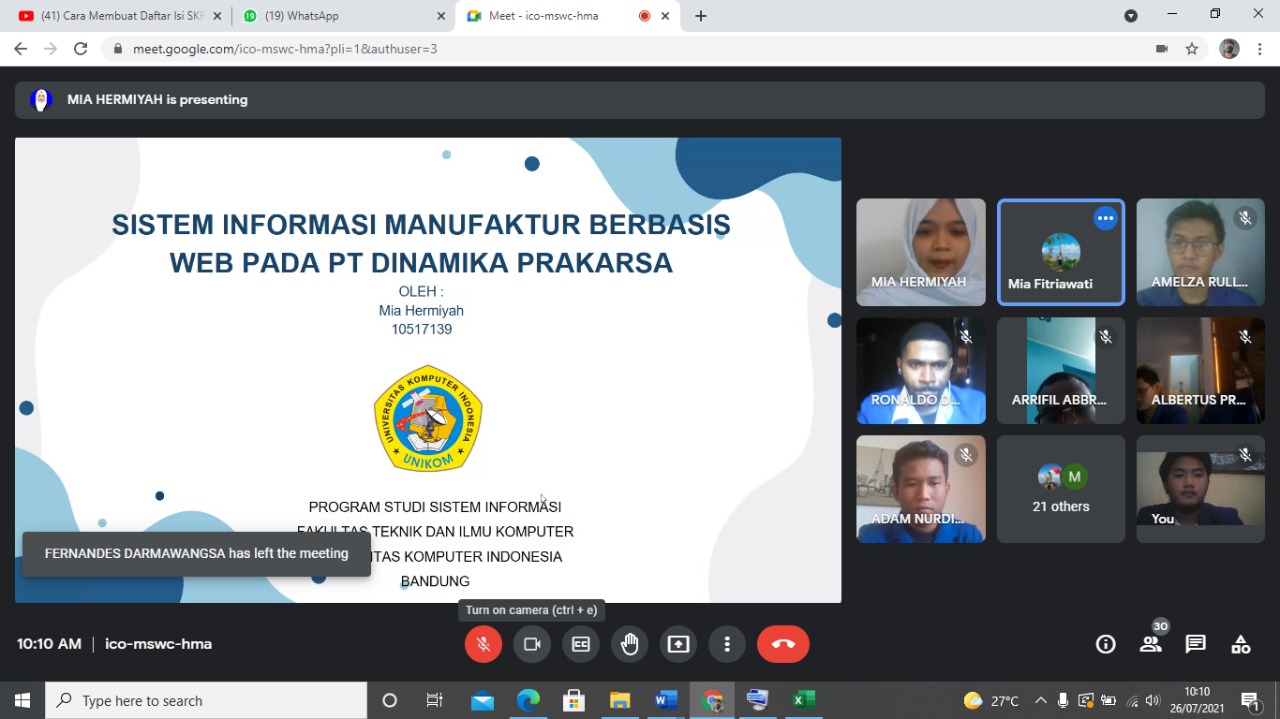 (41) Cara Membuat Daftar Isi SKR
(19) WhatsApp
Meet - ico-mswc-hma
meet.google.com/ico-mswc-hma?pli=1&authuser=3
MIA HERMIYAH is presenting
SISTEM INFORMASI MANUFAKTUR BERBASIS
WEB PADA PT DINAMIKA PRAKARSA
OLEH :
Mia Hermiyah
10517139
UNIVERSITAS KOMPUTER INDONESIA
UNIKOM
PROGRAM STUDI SISTEM INFORMASI
FAKULTAS TEKNIK DAN ILMU KOMPUTER
ITAS KOMPUTER INDONESIA
BANDUNG
FERNANDES DARMAWANGSA has left the meeting
MIA HERMIYAH
Mia Fitriawati
AMELZA RULL...
RONALDO D...
ARRIFIL ABBR...
ALBERTUS PR...
ADAM NURDI...
M
21 others
You
Turn on camera (ctrl + e)
10:10 AM | ico-mswc-hma
CC
30
Type here to search
27°C
10:10
26/07/2021
1